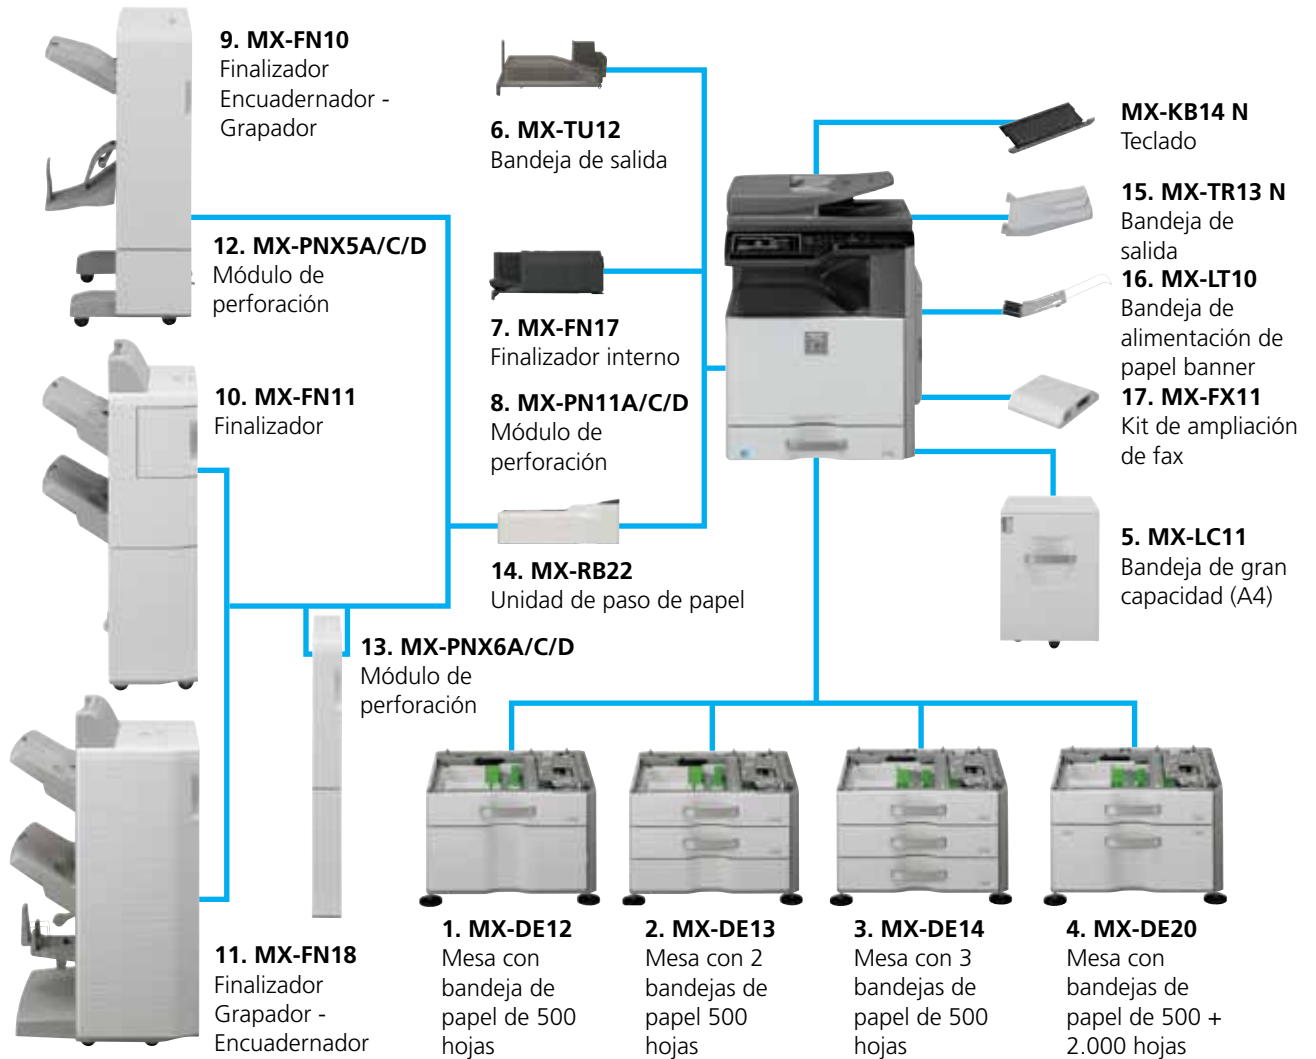 9. MX-FN10
Finalizador
Encuadernador -
Grapador
12. MX-PNX5A/C/D
Módulo de
perforación
10. MX-FN11
Finalizador
11. MX-FN18
Finalizador
Grapador -
Encuadernador
13. MX-PNX6A/C/D
Módulo de
perforación
6. MX-TU12
Bandeja de salida
7. MX-FN17
Finalizador interno
8. MX-PN11A/C/D
Módulo de
perforación
14. MX-RB22
Unidad de paso de papel
MX-KB14 N
Teclado
15. MX-TR13 N
Bandeja de
salida
16. MX-LT10
Bandeja de
alimentación de
papel banner
17. MX-FX11
Kit de ampliación
de fax
5. MX-LC11
Bandeja de gran
capacidad (A4)
1. MX-DE12
Mesa con
bandeja de
papel de 500
hojas
2. MX-DE13
Mesa con 2
bandejas de
papel 500
hojas
3. MX-DE14
Mesa con 3
bandejas de
papel de 500
hojas
4. MX-DE20
Mesa con
bandejas de
papel de 500 +
2.000 hojas